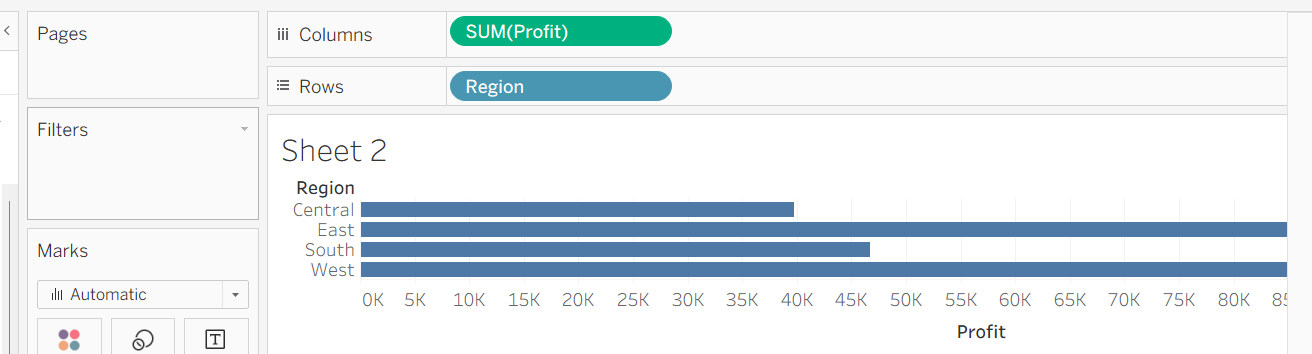 Pages
Columns
SUM(Profit)
Rows
Region
Filters
Sheet 2
Region
Central
East
South
West
0K 5K 10K 15K 20K 25K 30K 35K 40K 45K 50K 55K 60K 65K 70K 75K 80K
Profit
Marks
Automatic
T